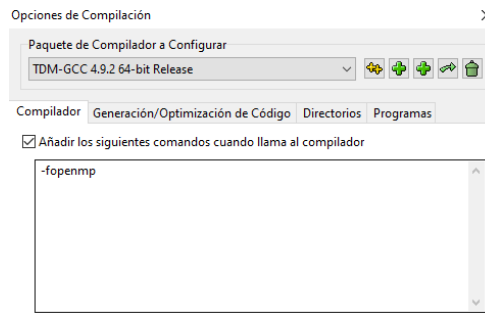 Opciones de Compilación
Paquete de Compilador a Configurar
TDM-GCC 4.9.2 64-bit Release
Compilador Generación/Optimización de Código Directorios Programas
Añadir los siguientes comandos cuando llama al compilador
-fopenmp